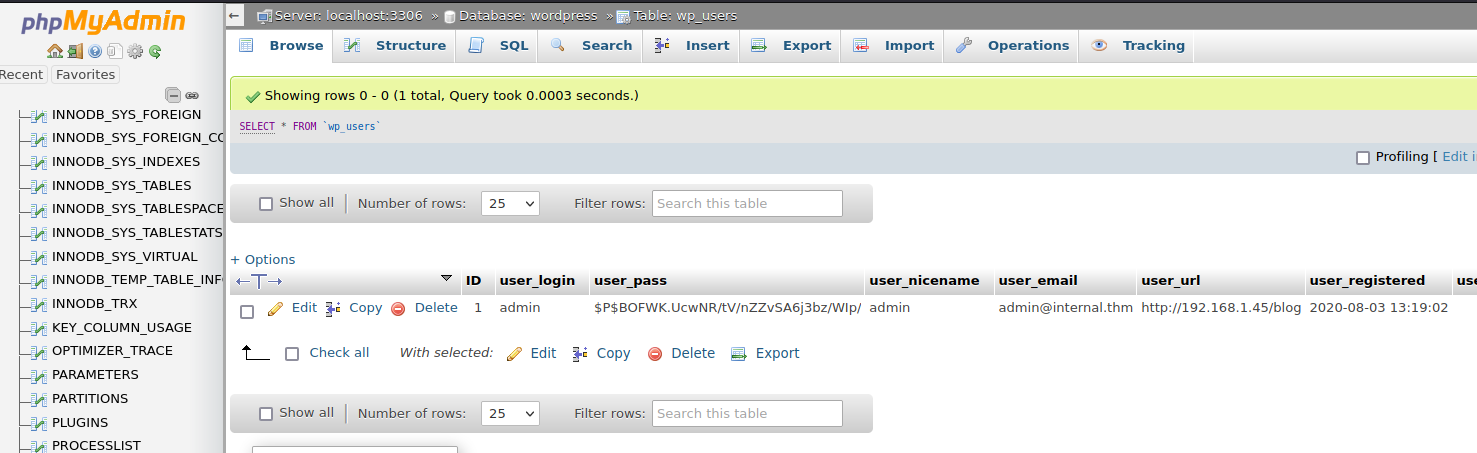 phpMyAdmin
Recent Favorites
INNODB_SYS_FOREIGN
INNODB_SYS_FOREIGN_CO
INNODB_SYS_INDEXES
INNODB_SYS_TABLES
INNODB_SYS_TABLESPACE
INNODB_SYS_TABLESTATS
INNODB_SYS_VIRTUAL
INNODB_TEMP_TABLE_INF
INNODB_TRX
KEY_COLUMN_USAGE
OPTIMIZER_TRACE
PARAMETERS
PARTITIONS
PLUGINS
PROCESSLIST
← Server: localhost:3306 » Database: wordpress » Table: wp_users
Browse Structure SQL Search Insert Export Import Operations Tracking
Showing rows 0 - 0 (1 total, Query took 0.0003 seconds.)
SELECT * FROM `wp_users`
Profiling [ Edit i
Show all Number of rows: 25 Filter rows: Search this table
+ Options
←T→ ID user_login user_pass user_nicename user_email user_url user_registered use
Edit Copy Delete 1 admin $P$BOFWK.UcwNR/tV/nZZvSA6j3bz/WIp/ admin admin@internal.thm http://192.168.1.45/blog 2020-08-03 13:19:02
Check all With selected: Edit Copy Delete Export
Show all Number of rows: 25 Filter rows: Search this table